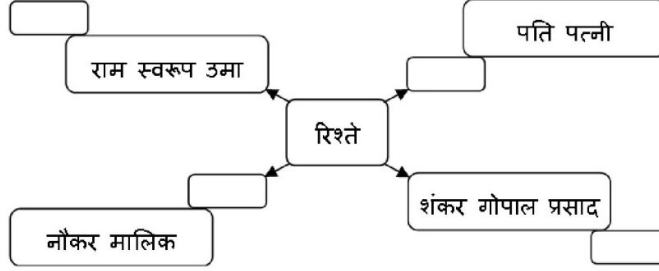 पति पत्नी
राम स्वरूप उमा
रिश्ते
शंकर गोपाल प्रसाद
नौकर मालिक